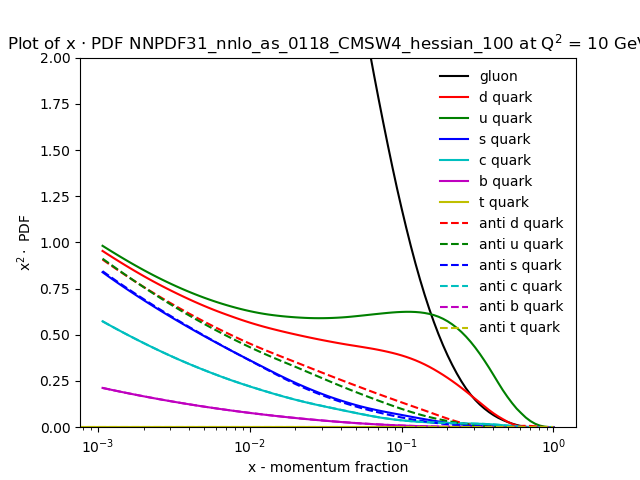 Plot of x · PDF NNPDF31_nnlo_as_0118_CMSW4_hessian_100 at Q² = 10 GeV
2.00
1.75
1.50
1.25
1.00
0.75
0.50
0.25
0.00
x² · PDF
gluon
d quark
u quark
s quark
c quark
b quark
t quark
anti d quark
anti u quark
anti s quark
anti c quark
anti b quark
anti t quark
10⁻³ 10⁻² 10⁻¹ 10⁰
x - momentum fraction